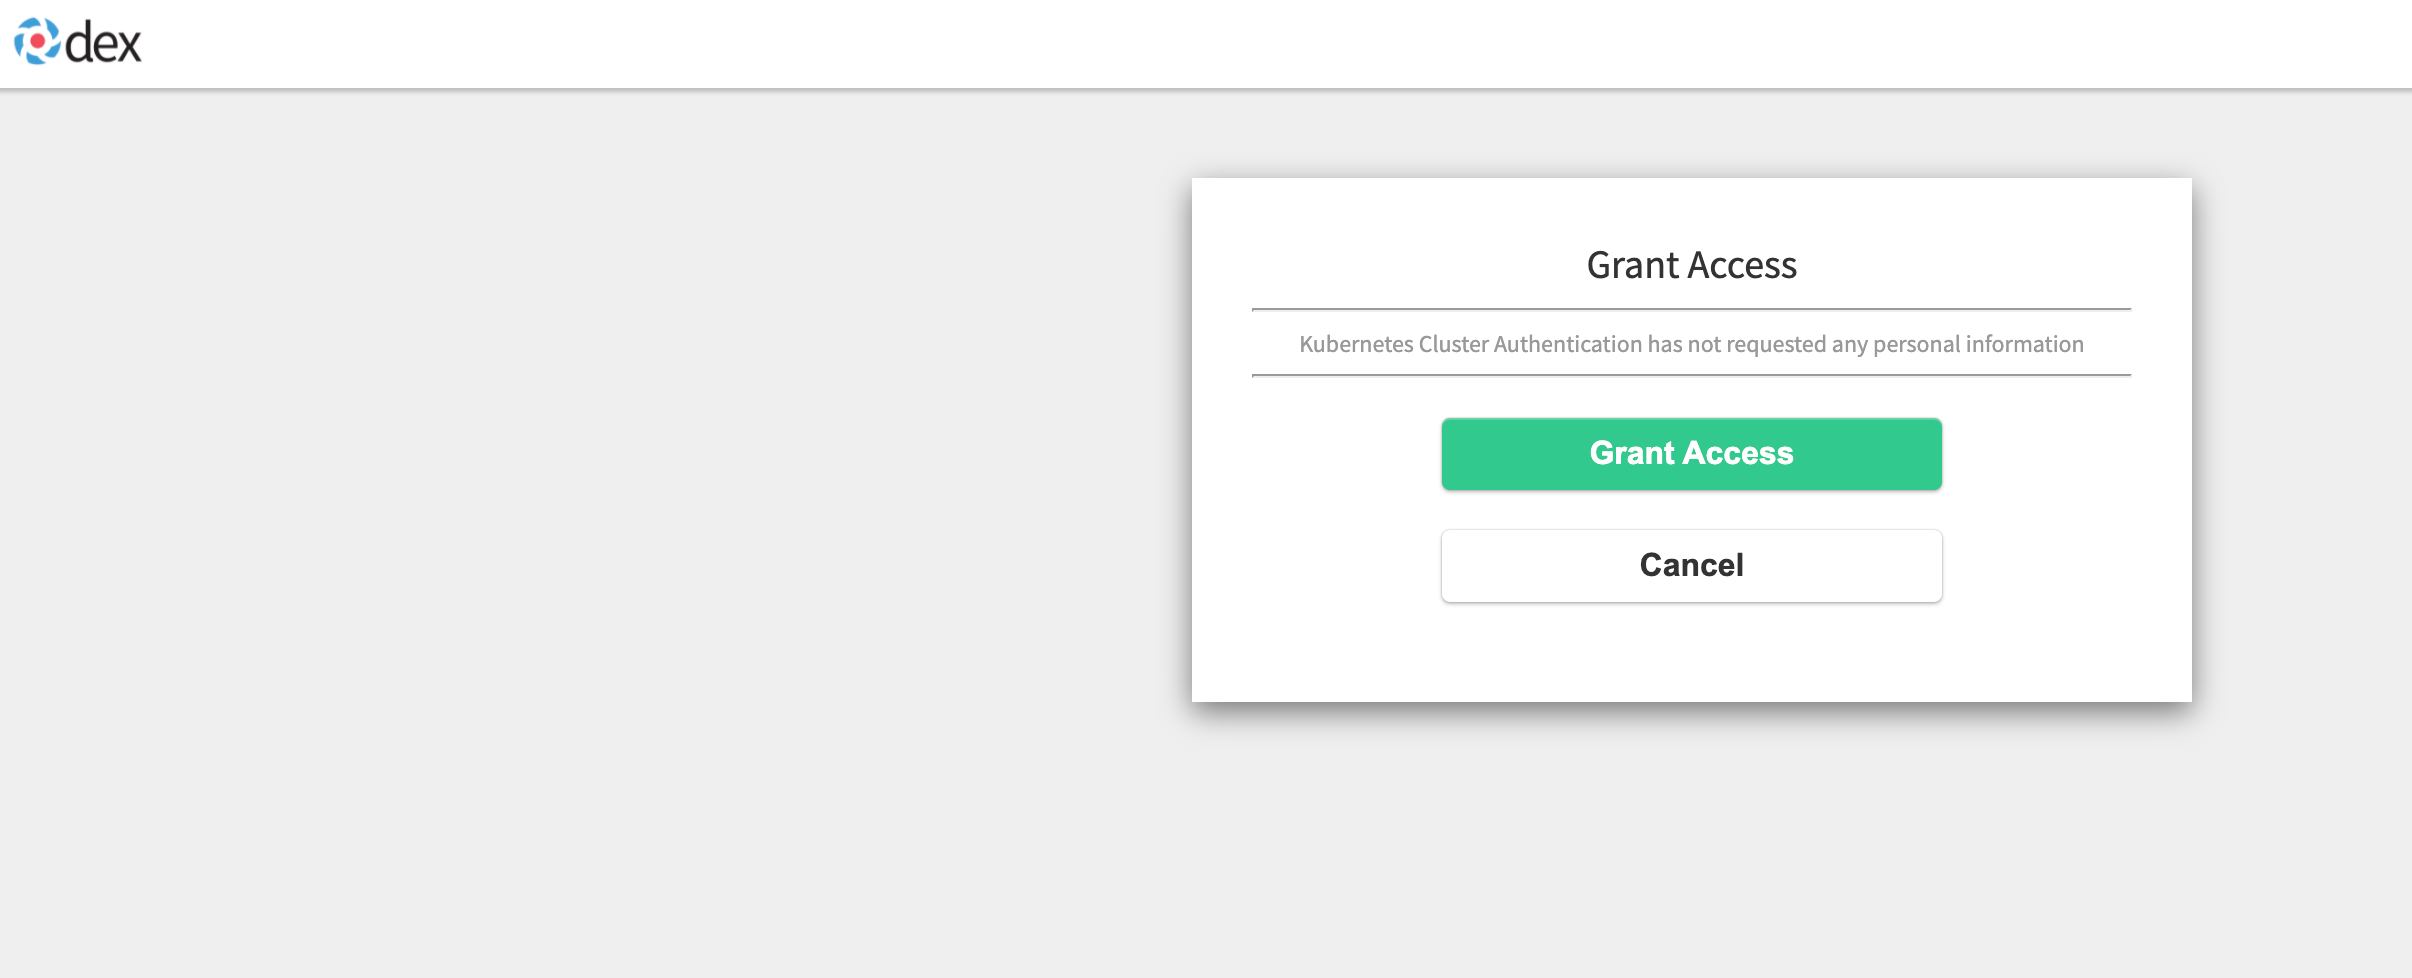 dex
Grant Access
Kubernetes Cluster Authentication has not requested any personal information
Grant Access
Cancel